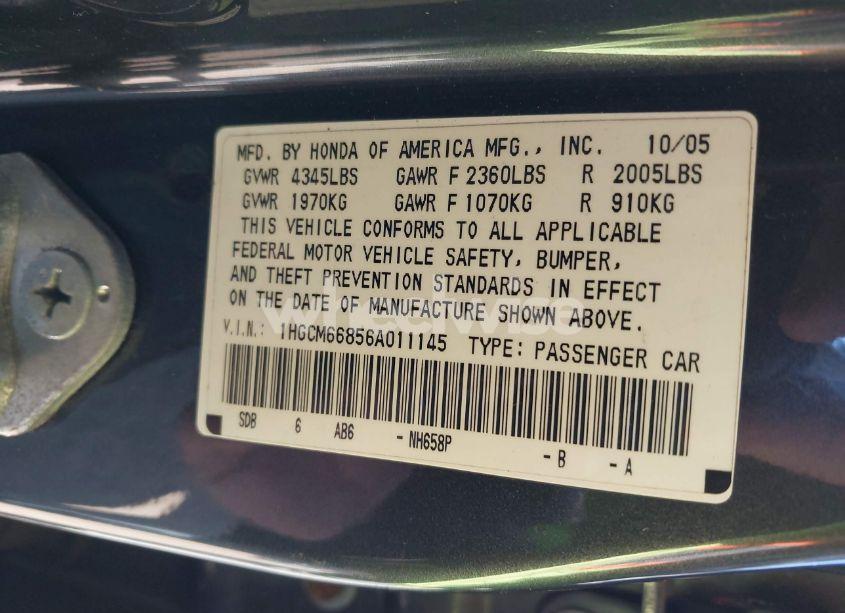 MFD. BY HONDA OF AMERICA MFG., INC. 10/05
GVWR 4345LBS GAWR F 2360LBS R 2005LBS
GVWR 1970KG GAWR F 1070KG R 910KG
THIS VEHICLE CONFORMS TO ALL APPLICABLE
FEDERAL MOTOR VEHICLE SAFETY, BUMPER,
AND THEFT PREVENTION STANDARDS IN EFFECT
ON THE DATE OF MANUFACTURE SHOWN ABOVE.
wheelwise
V.I.N.: 1HGCM66856A011145 TYPE: PASSENGER CAR
SDB 6 AB6 - NH658P - B - A